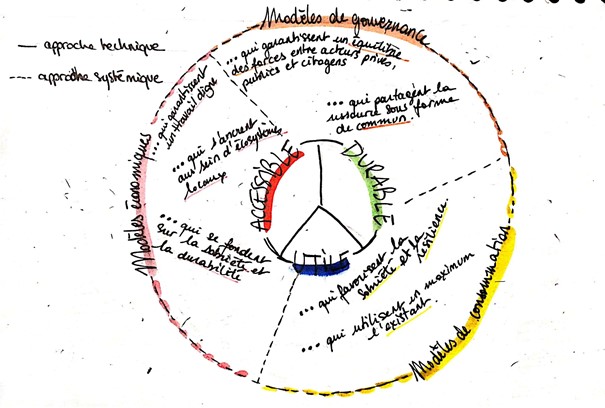 Modèles de gouvernance
— approche technique
--- approche systémique
... qui garantissent un équilibre
des forces entre acteurs privés,
publics et citoyens
... qui partagent la
ressource sous forme
de commun
... qui garantissent
un travail digne
... qui s'ancrent
au sein d'écosystèmes
locaux
ACCESSIBLE
DURABLE
UTILE
Modèles économiques
... qui se fondent
sur la sobriété et
la durabilité
... qui favorisent la
sobriété et la
résilience
... qui utilisent un maximum
l'existant.
Modèles de consommation